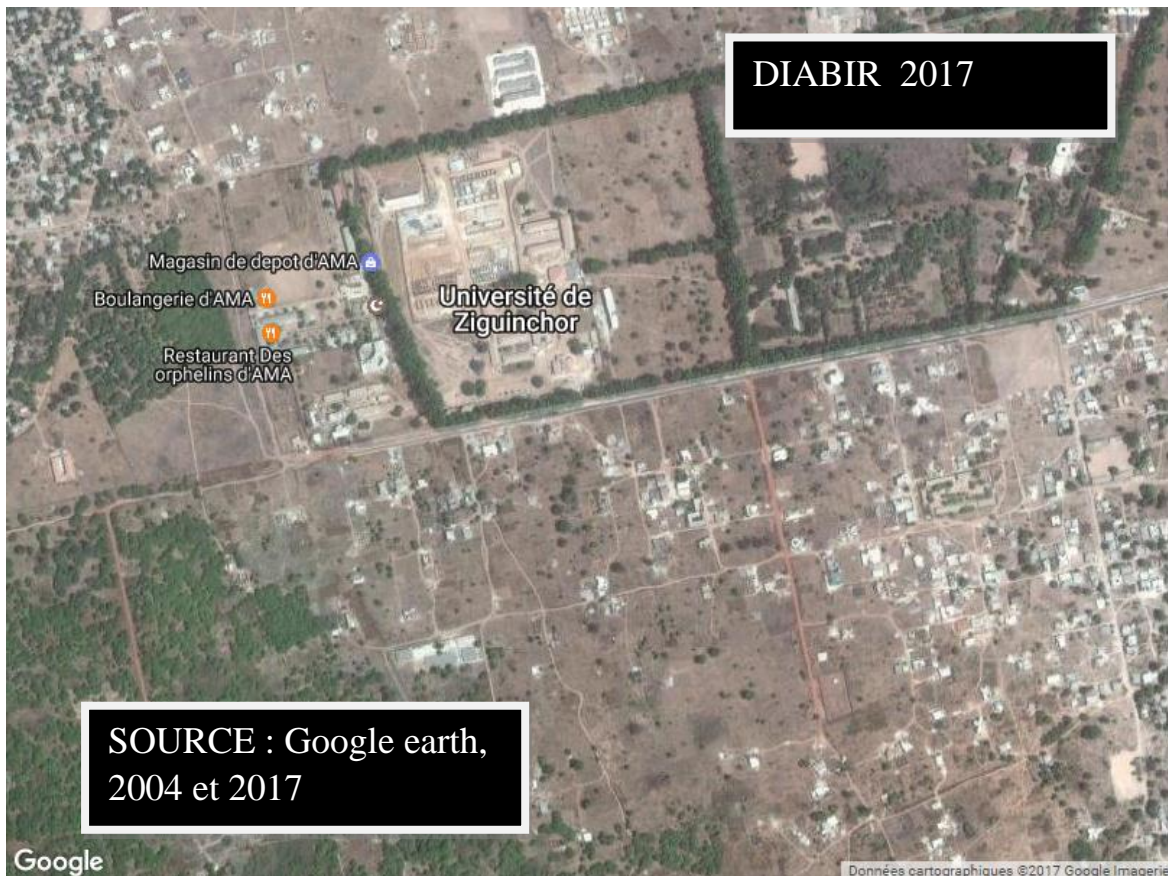 DIABIR 2017
Magasin de depot d'AMA
Boulangerie d'AMA
Université de
Ziguinchor
Restaurant Des
orphelins d'AMA
SOURCE : Google earth,
2004 et 2017
Google
Données cartographiques ©2017 Google Imagerie